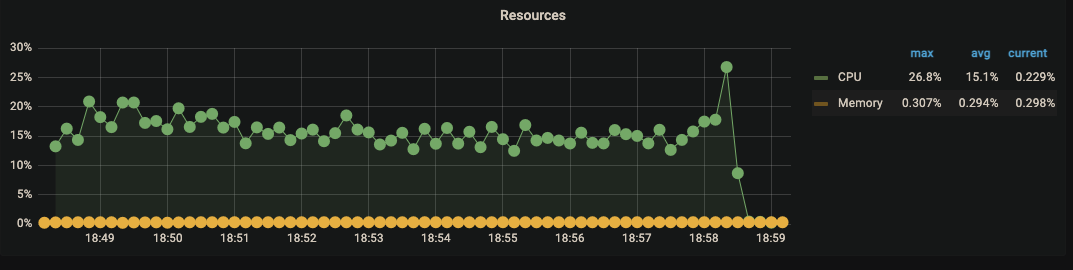 Resources
30%
25%
20%
15%
10%
5%
0%
18:49 18:50 18:51 18:52 18:53 18:54 18:55 18:56 18:57 18:58 18:59
max avg current
CPU 26.8% 15.1% 0.229%
Memory 0.307% 0.294% 0.298%